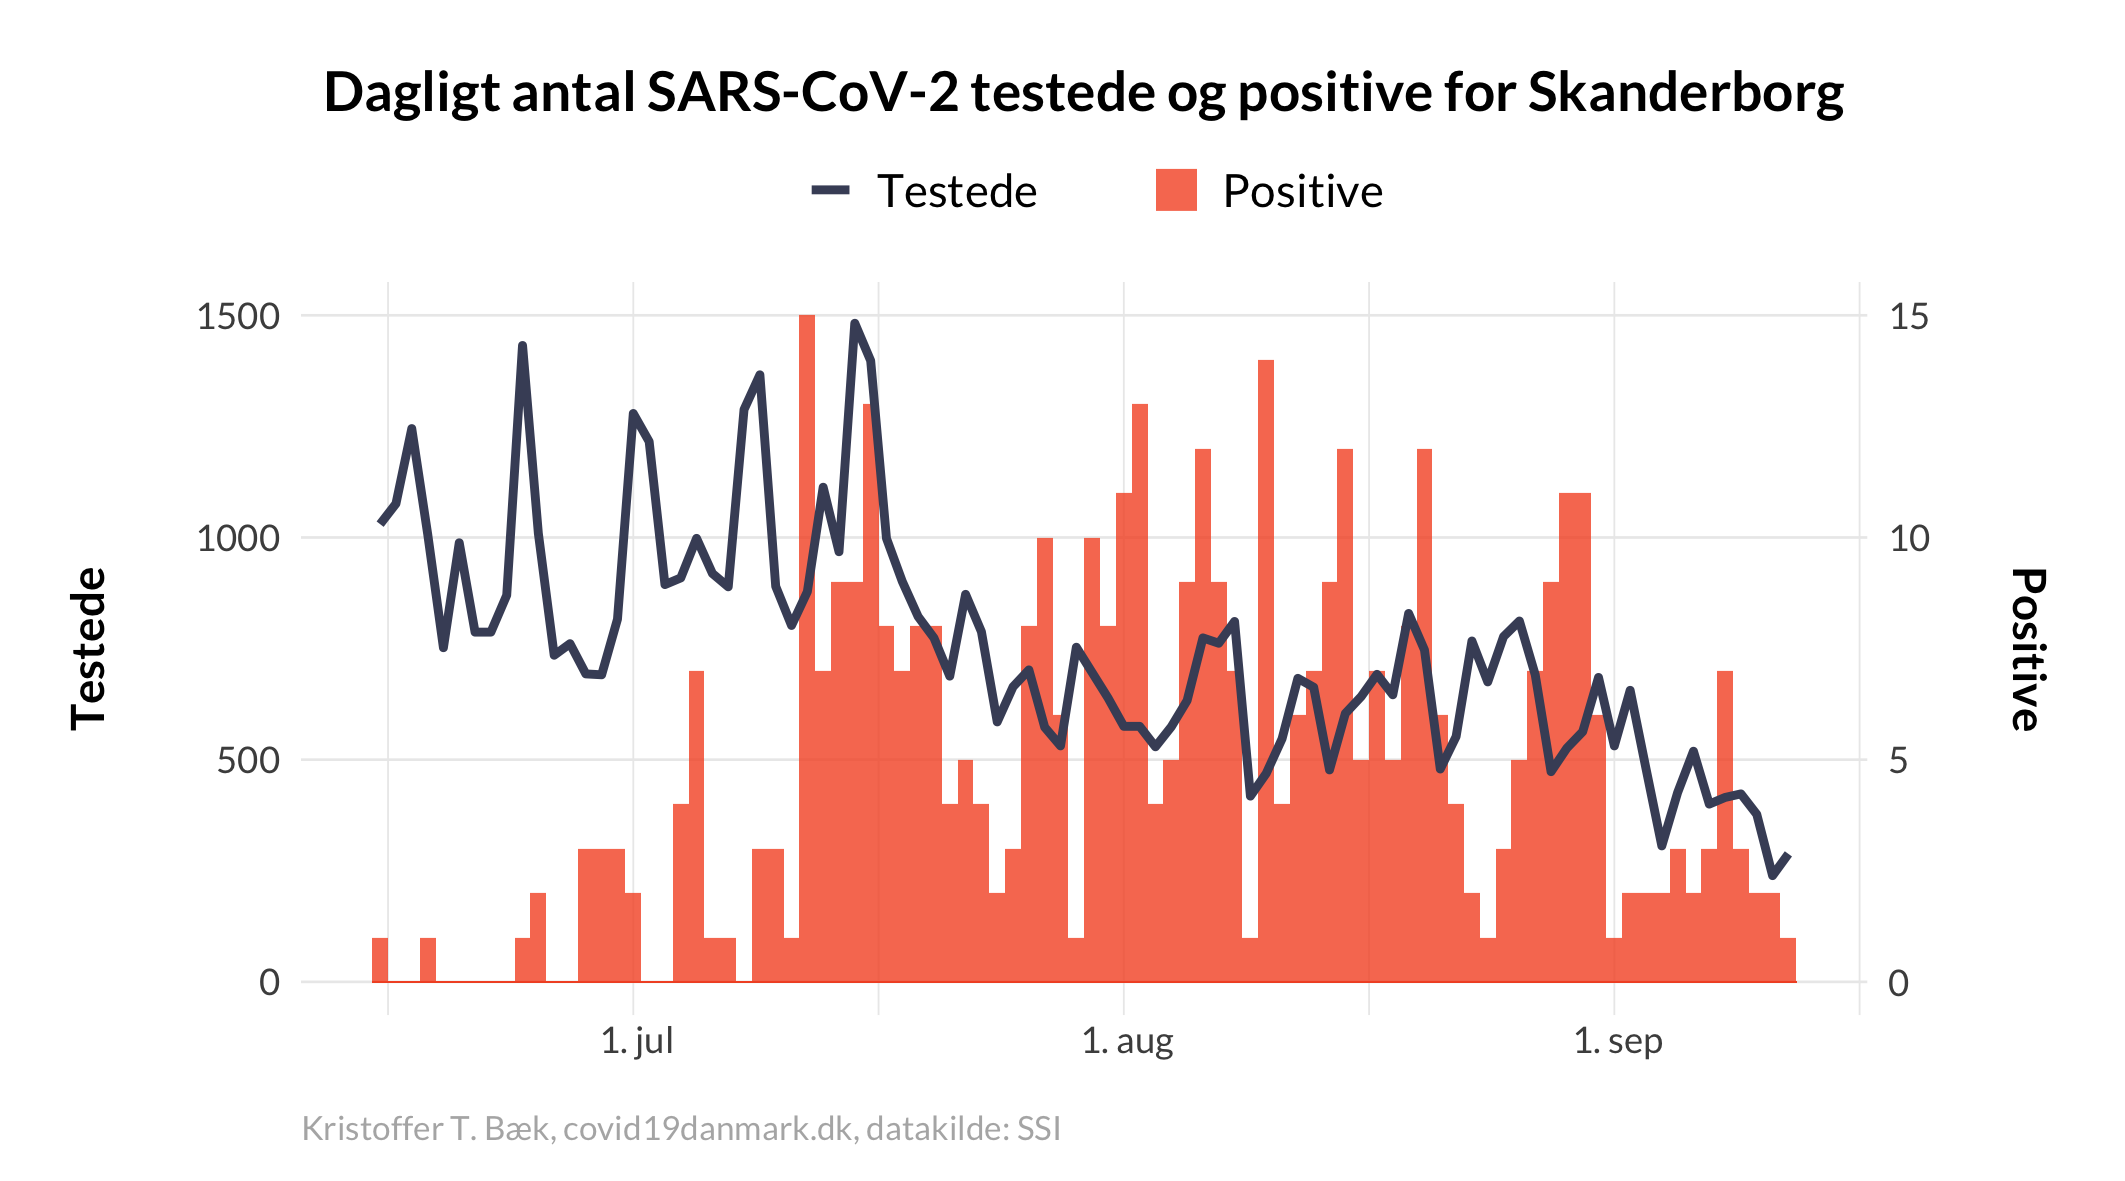 Dagligt antal SARS-CoV-2 testede og positive for Skanderborg
Testede Positive
1500 15
1000 10
500 5
0 0
Testede
Positive
1. jul 1. aug 1. sep
Kristoffer T. Bæk, covid19danmark.dk, datakilde: SSI